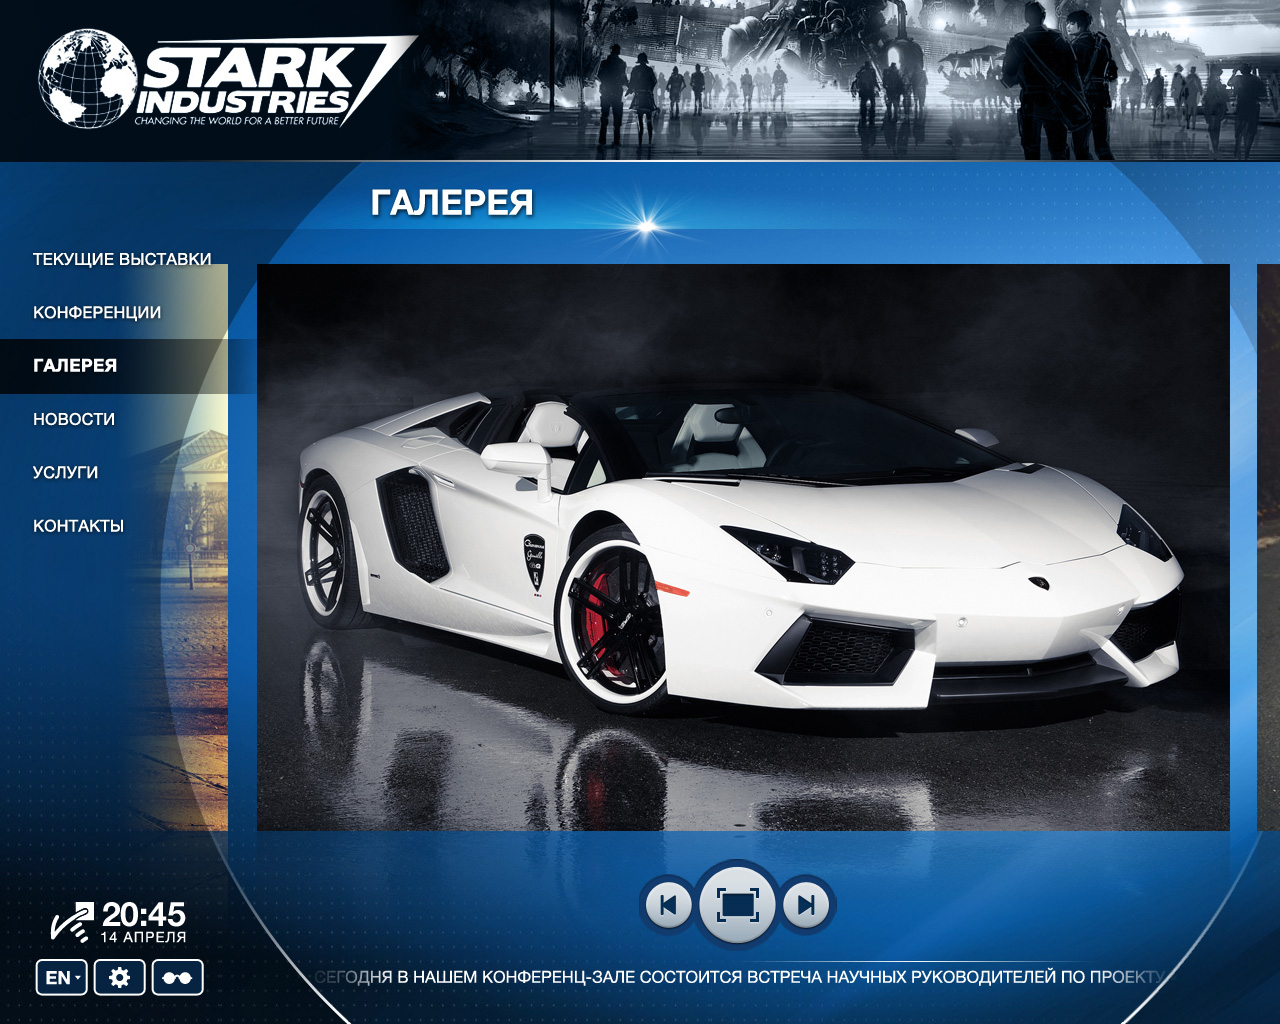 STARK
INDUSTRIES
CHANGING THE WORLD FOR A BETTER FUTURE
ГАЛЕРЕЯ
ТЕКУЩИЕ ВЫСТАВКИ
КОНФЕРЕНЦИИ
ГАЛЕРЕЯ
НОВОСТИ
УСЛУГИ
КОНТАКТЫ
20:45
14 АПРЕЛЯ
EN
СЕГОДНЯ В НАШЕМ КОНФЕРЕНЦ-ЗАЛЕ СОСТОИТСЯ ВСТРЕЧА НАУЧНЫХ РУКОВОДИТЕЛЕЙ ПО ПРОЕКТУ